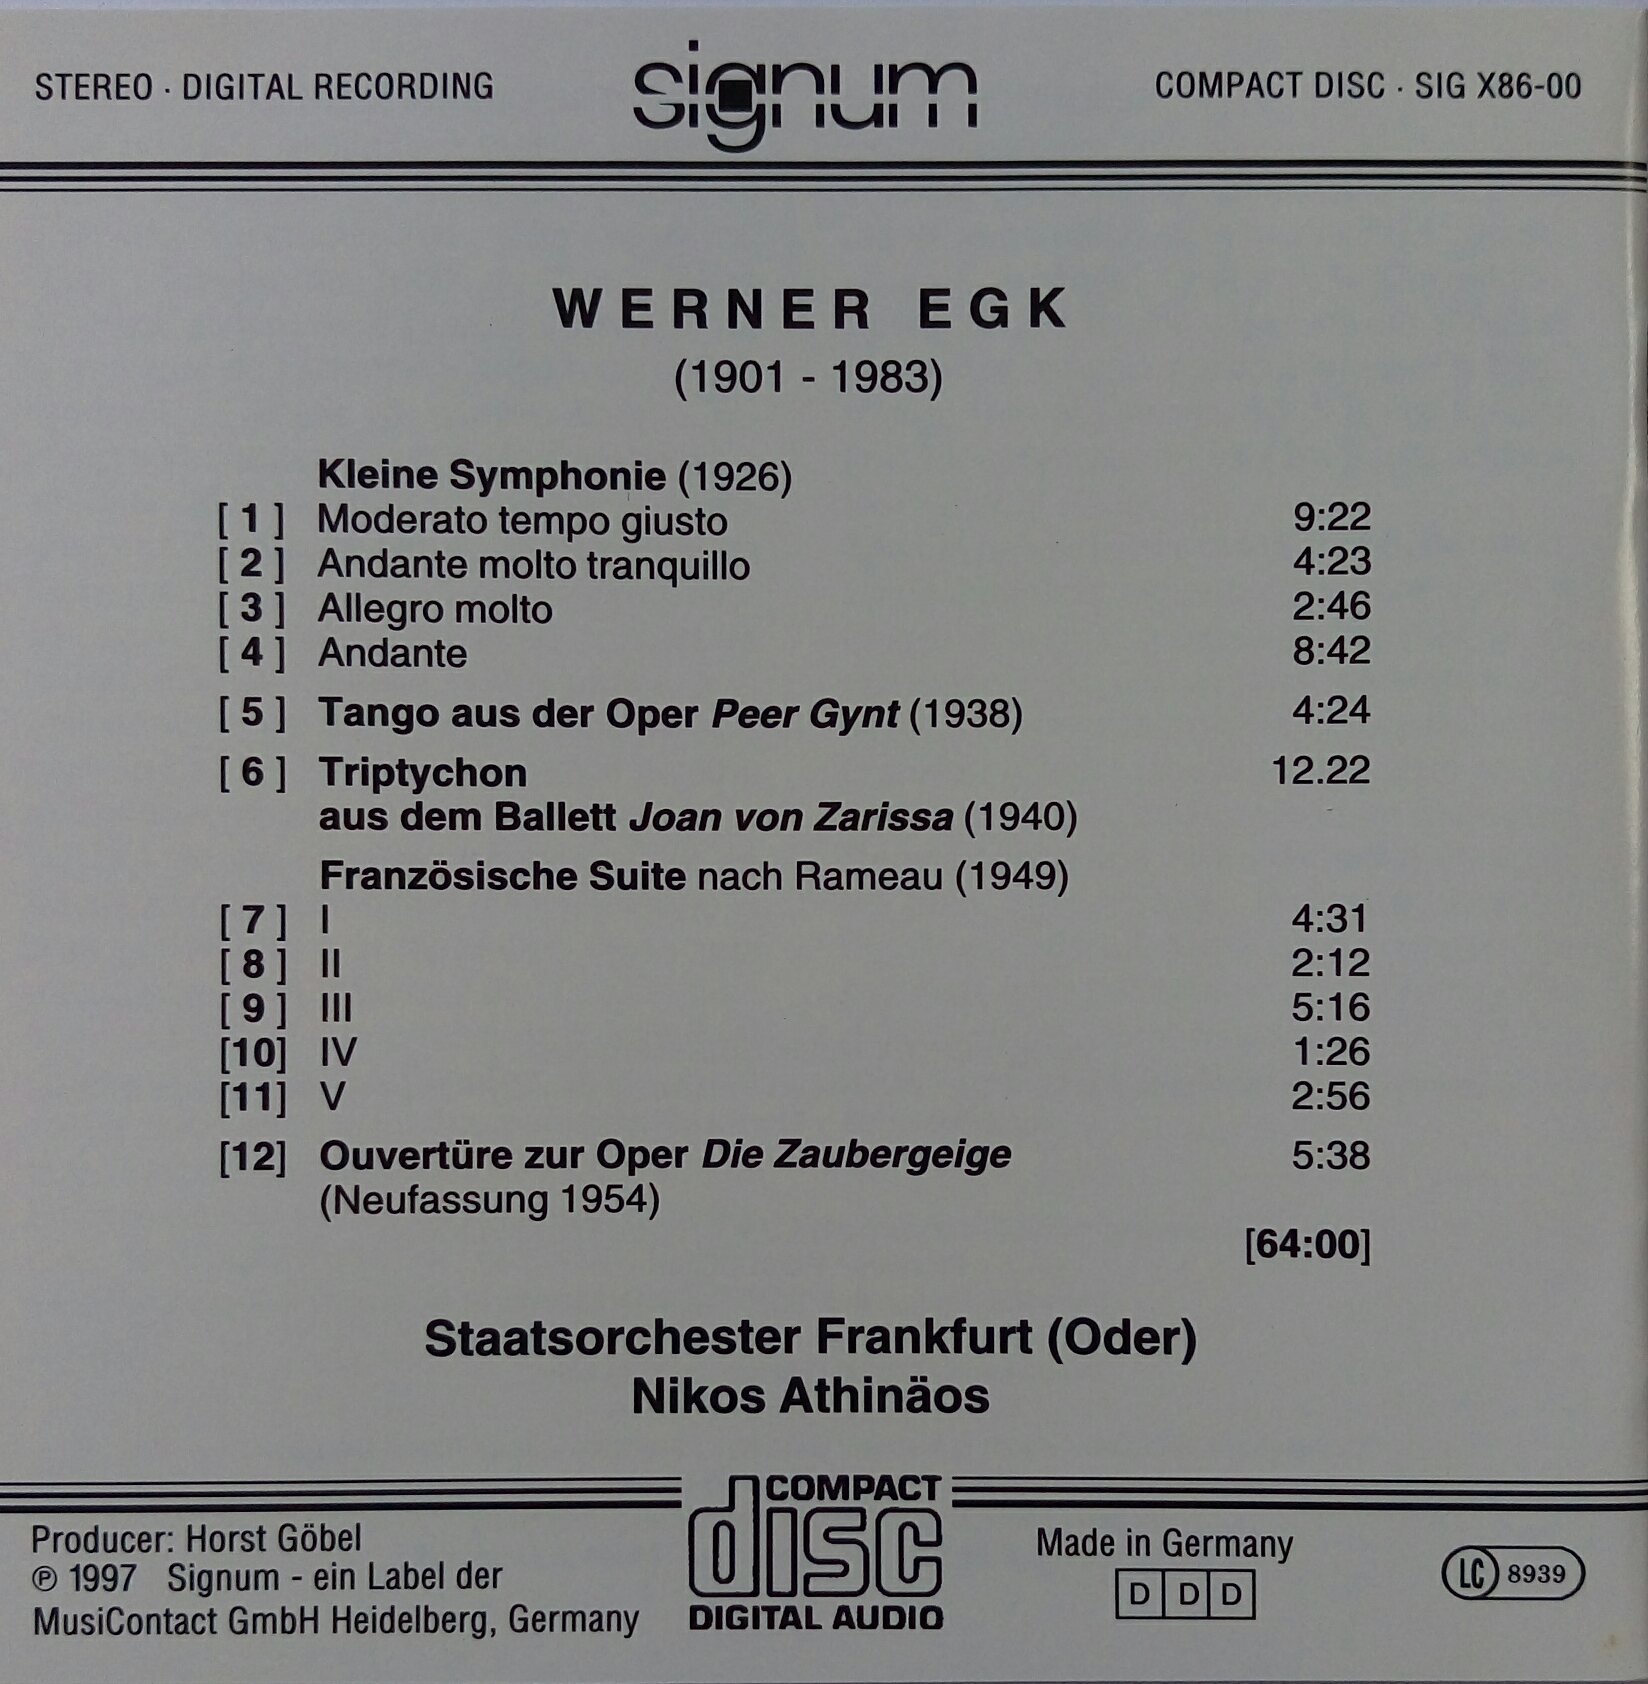 STEREO · DIGITAL RECORDING signum COMPACT DISC · SIG X86-00
WERNER EGK
(1901 - 1983)
Kleine Symphonie (1926)
[ 1 ] Moderato tempo giusto 9:22
[ 2 ] Andante molto tranquillo 4:23
[ 3 ] Allegro molto 2:46
[ 4 ] Andante 8:42
[ 5 ] Tango aus der Oper Peer Gynt (1938) 4:24
[ 6 ] Triptychon 12.22
aus dem Ballett Joan von Zarissa (1940)
Französische Suite nach Rameau (1949)
[ 7 ] I 4:31
[ 8 ] II 2:12
[ 9 ] III 5:16
[10] IV 1:26
[11] V 2:56
[12] Ouvertüre zur Oper Die Zaubergeige 5:38
(Neufassung 1954)
[64:00]
Staatsorchester Frankfurt (Oder)
Nikos Athinäos
Producer: Horst Göbel
℗ 1997 Signum - ein Label der
MusiContact GmbH Heidelberg, Germany
COMPACT
disc
DIGITAL AUDIO
Made in Germany
D D D
LC 8939